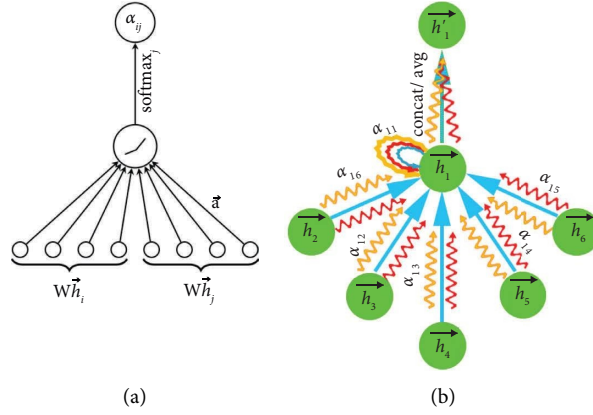 α_ij
softmax_j
a⃗
Wh⃗_i
Wh⃗_j
(a)
h⃗'_1
concat/ avg
α_11
h⃗_1
α_16
α_15
h⃗_2
α_12
α_13
α_14
h⃗_6
h⃗_3
h⃗_5
h⃗_4
(b)